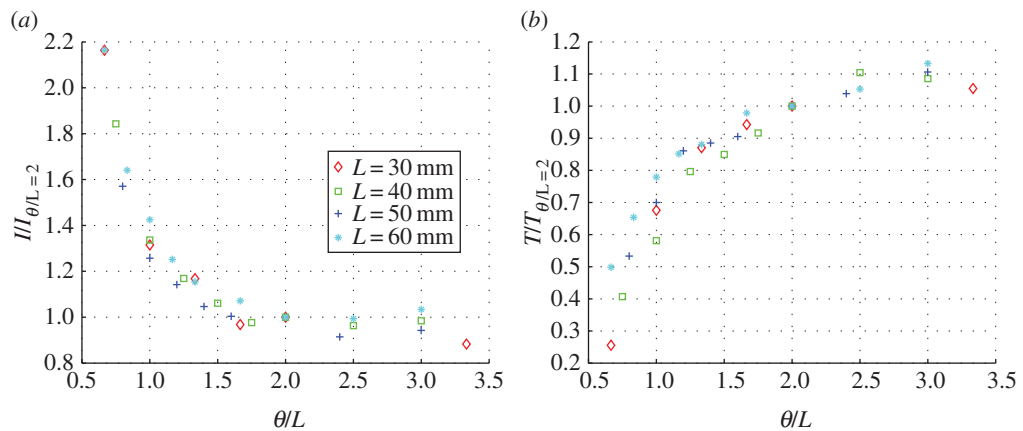 (a)
2.2
2.0
1.8
1.6
1.4
1.2
1.0
0.8
I/I_{θ/L = 2}
0.5 1.0 1.5 2.0 2.5 3.0 3.5
θ/L
L = 30 mm
L = 40 mm
L = 50 mm
L = 60 mm
(b)
1.2
1.1
1.0
0.9
0.8
0.7
0.6
0.5
0.4
0.3
0.2
T/T_{θ/L = 2}
0.5 1.0 1.5 2.0 2.5 3.0 3.5
θ/L